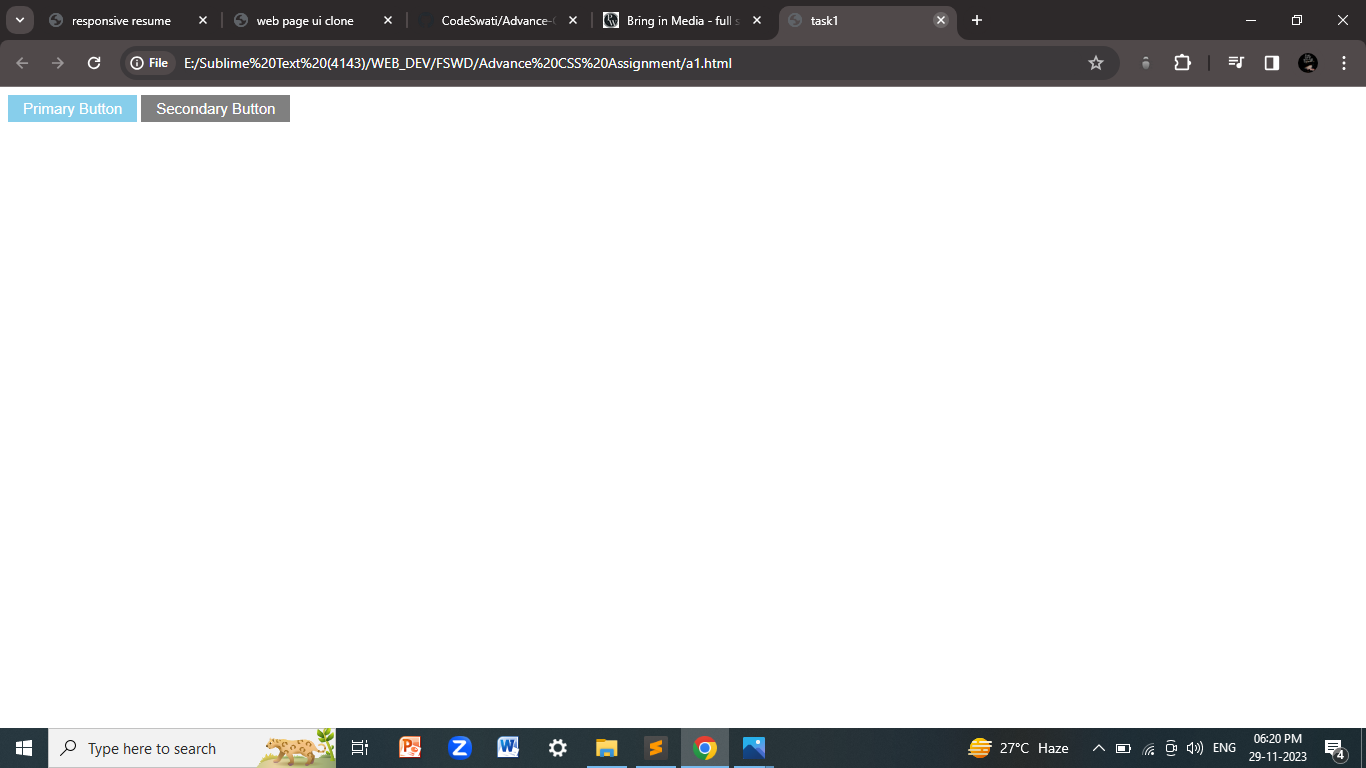 responsive resume
web page ui clone
CodeSwati/Advance-
Bring in Media - full s
task1
File
E:/Sublime%20Text%20(4143)/WEB_DEV/FSWD/Advance%20CSS%20Assignment/a1.html
Primary Button
Secondary Button
Type here to search
27°C Haze
ENG
06:20 PM
29-11-2023
4